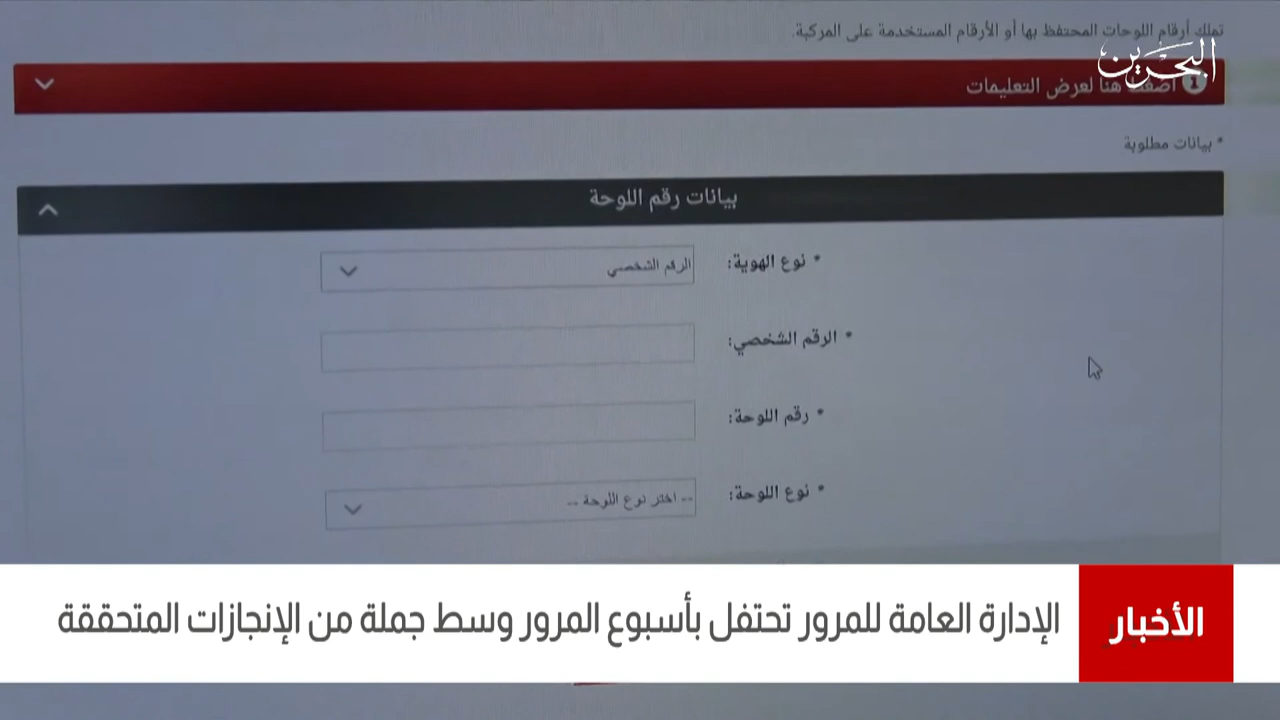 تملك أرقام اللوحات المحتفظ بها أو الأرقام المستخدمة على المركبة.
البحرين
اضغط هنا لعرض التعليمات
* بيانات مطلوبة
بيانات رقم اللوحة
* نوع الهوية:
الرقم الشخصي
* الرقم الشخصي:
* رقم اللوحة:
* نوع اللوحة:
-- اختر نوع اللوحة --
الأخبار
الإدارة العامة للمرور تحتفل بأسبوع المرور وسط جملة من الإنجازات المتحققة